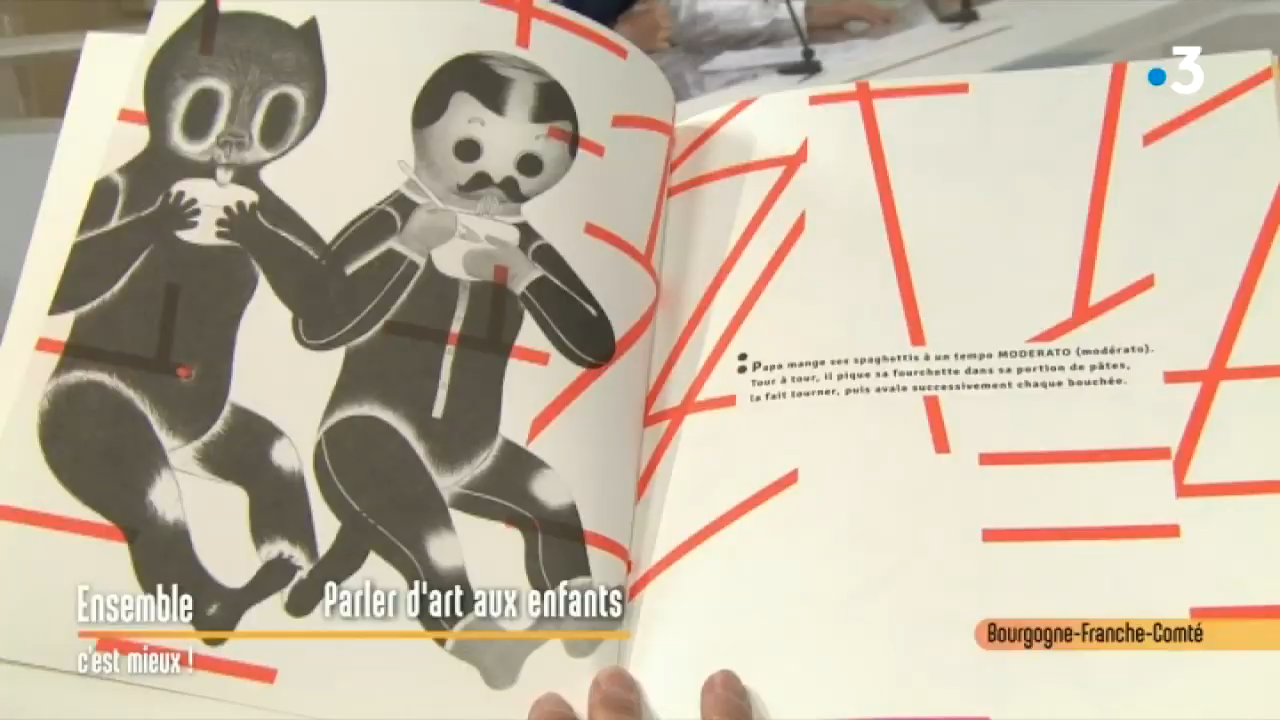 3
Papa mange ses spaghettis à un tempo MODERATO (modérato).
Tour à tour, il pique sa fourchette dans sa portion de pâtes,
la fait tourner, puis avale successivement chaque bouchée.
Ensemble
c'est mieux !
Parler d'art aux enfants
Bourgogne-Franche-Comté